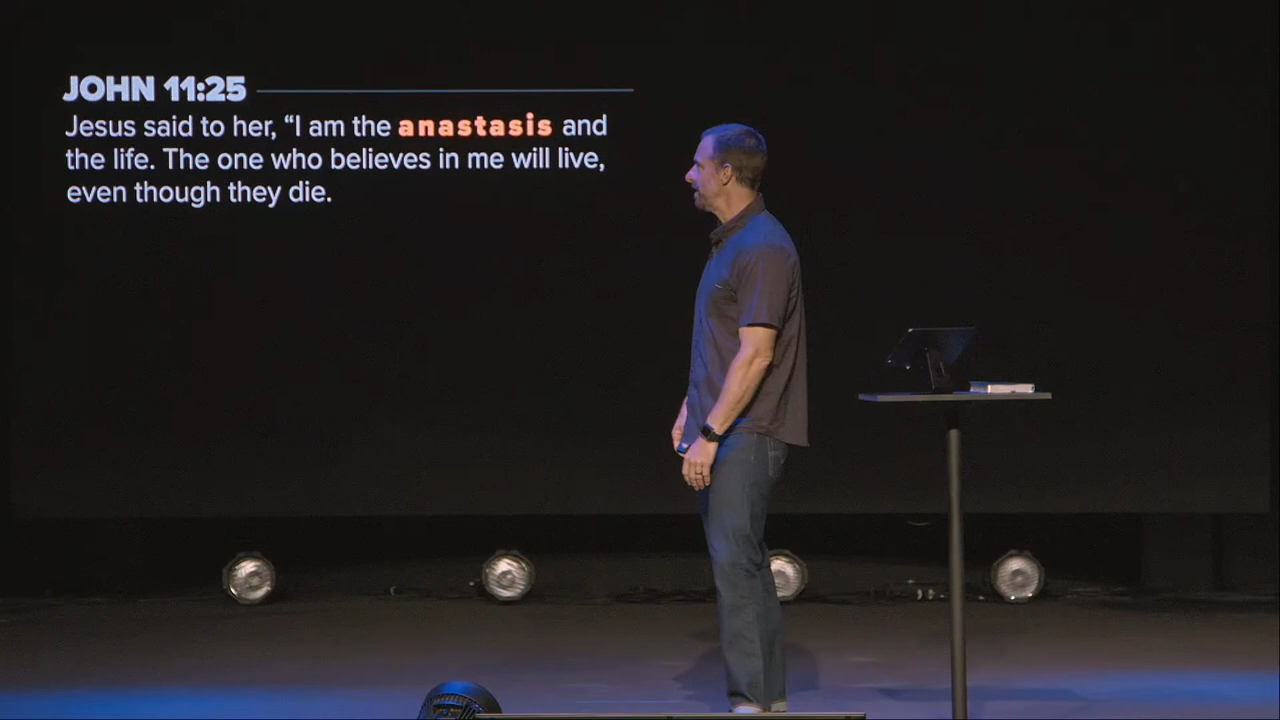 JOHN 11:25
Jesus said to her, “I am the anastasis and
the life. The one who believes in me will live,
even though they die.